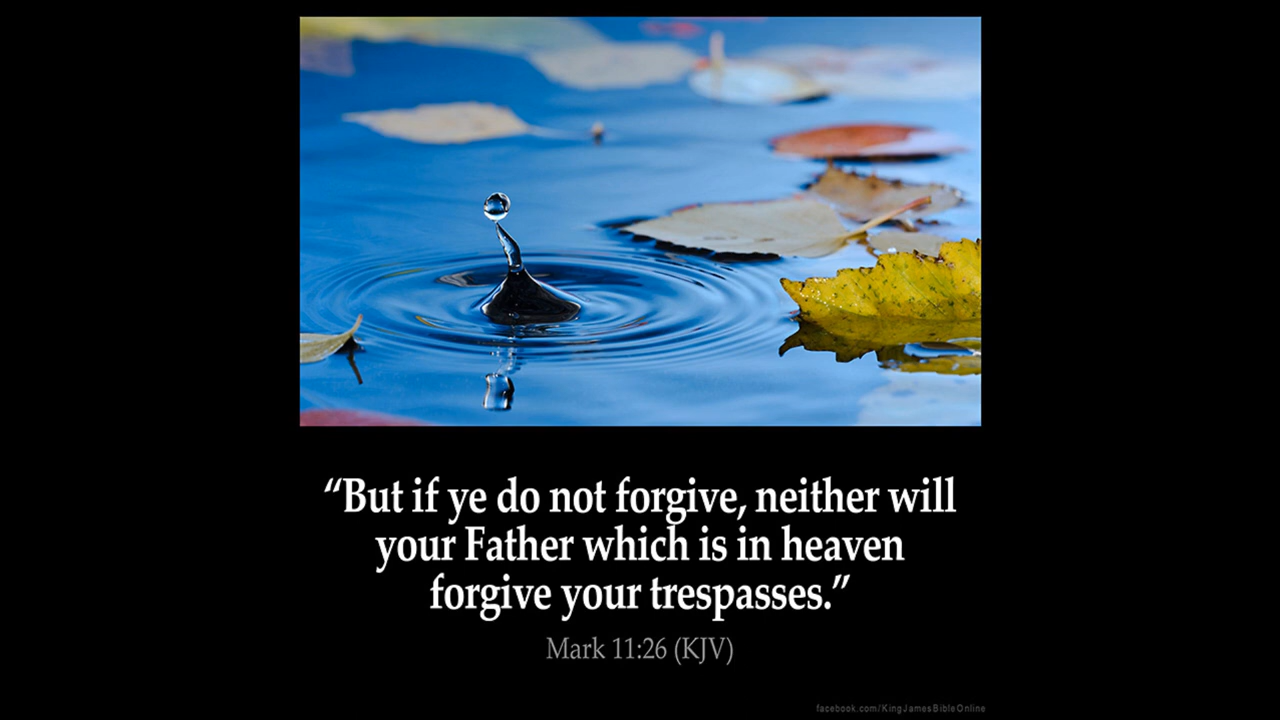 “But if ye do not forgive, neither will
your Father which is in heaven
forgive your trespasses.”
Mark 11:26 (KJV)
facebook.com/KingJamesBibleOnline